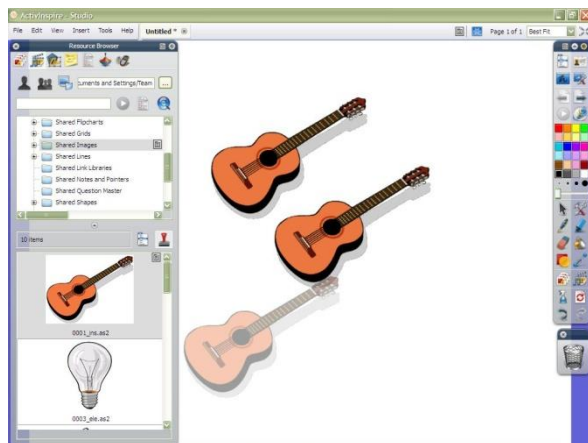 ActivInspire - Studio
File Edit View Insert Tools Help Untitled * Page 1 of 1 Best Fit
Resource Browser
uments and Settings/Team ...
Shared Flipcharts
Shared Grids
Shared Images
Shared Lines
Shared Link Libraries
Shared Notes and Pointers
Shared Question Master
Shared Shapes
10 items
0001_ins.as2
0003_ele.as2